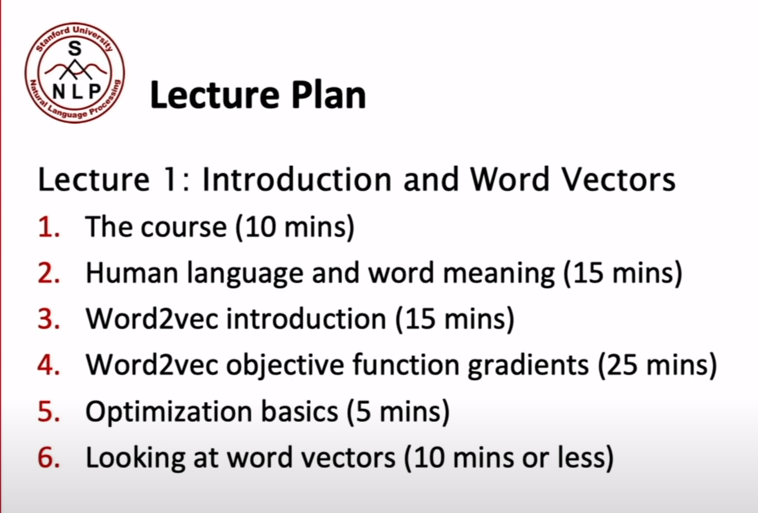 Stanford University
S
NLP
Natural Language Processing
Lecture Plan
Lecture 1: Introduction and Word Vectors
1. The course (10 mins)
2. Human language and word meaning (15 mins)
3. Word2vec introduction (15 mins)
4. Word2vec objective function gradients (25 mins)
5. Optimization basics (5 mins)
6. Looking at word vectors (10 mins or less)